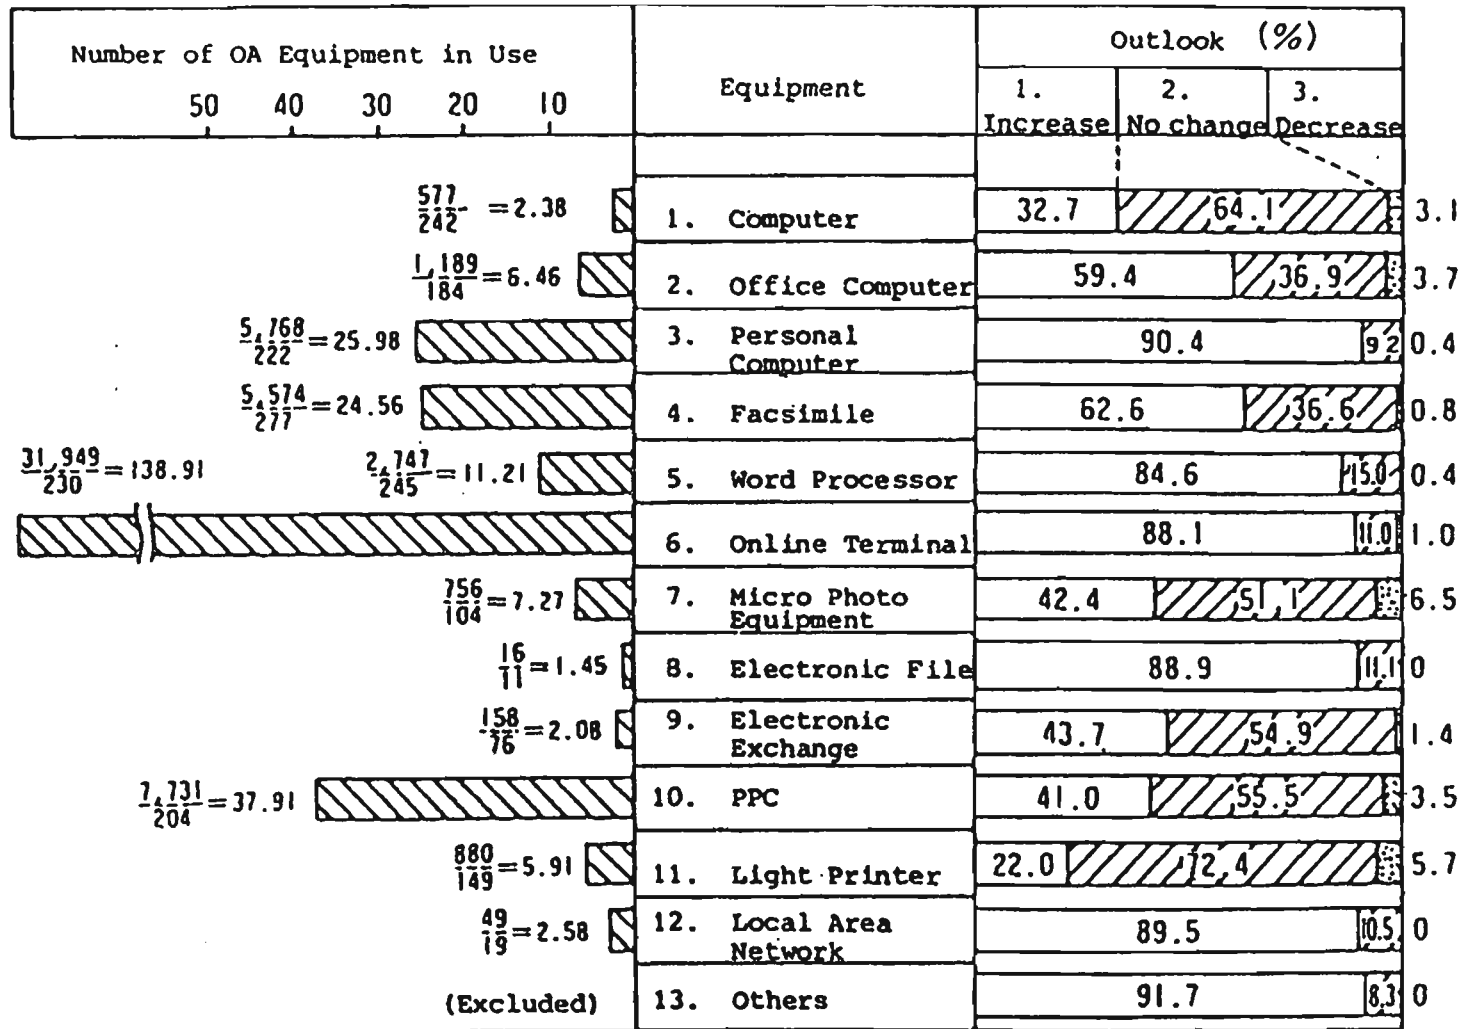 Number of OA Equipment in Use
50 40 30 20 10
Equipment
Outlook (%)
1. 2. 3.
Increase No change Decrease
577/242 = 2.38 1. Computer 32.7 64.1 3.1
1,189/184 = 6.46 2. Office Computer 59.4 36.9 3.7
5,768/222 = 25.98 3. Personal 90.4 9.2 0.4
Computer
5,574/277 = 24.56 4. Facsimile 62.6 36.6 0.8
2,747/245 = 11.21 5. Word Processor 84.6 15.0 0.4
31,949/230 = 138.91 6. Online Terminal 88.1 11.0 1.0
756/104 = 7.27 7. Micro Photo 42.4 51.1 6.5
Equipment
16/11 = 1.45 8. Electronic File 88.9 11.1 0
158/76 = 2.08 9. Electronic 43.7 54.9 1.4
Exchange
7,731/204 = 37.91 10. PPC 41.0 55.5 3.5
880/149 = 5.91 11. Light Printer 22.0 72.4 5.7
49/19 = 2.58 12. Local Area 89.5 10.5 0
Network
(Excluded) 13. Others 91.7 8.3 0